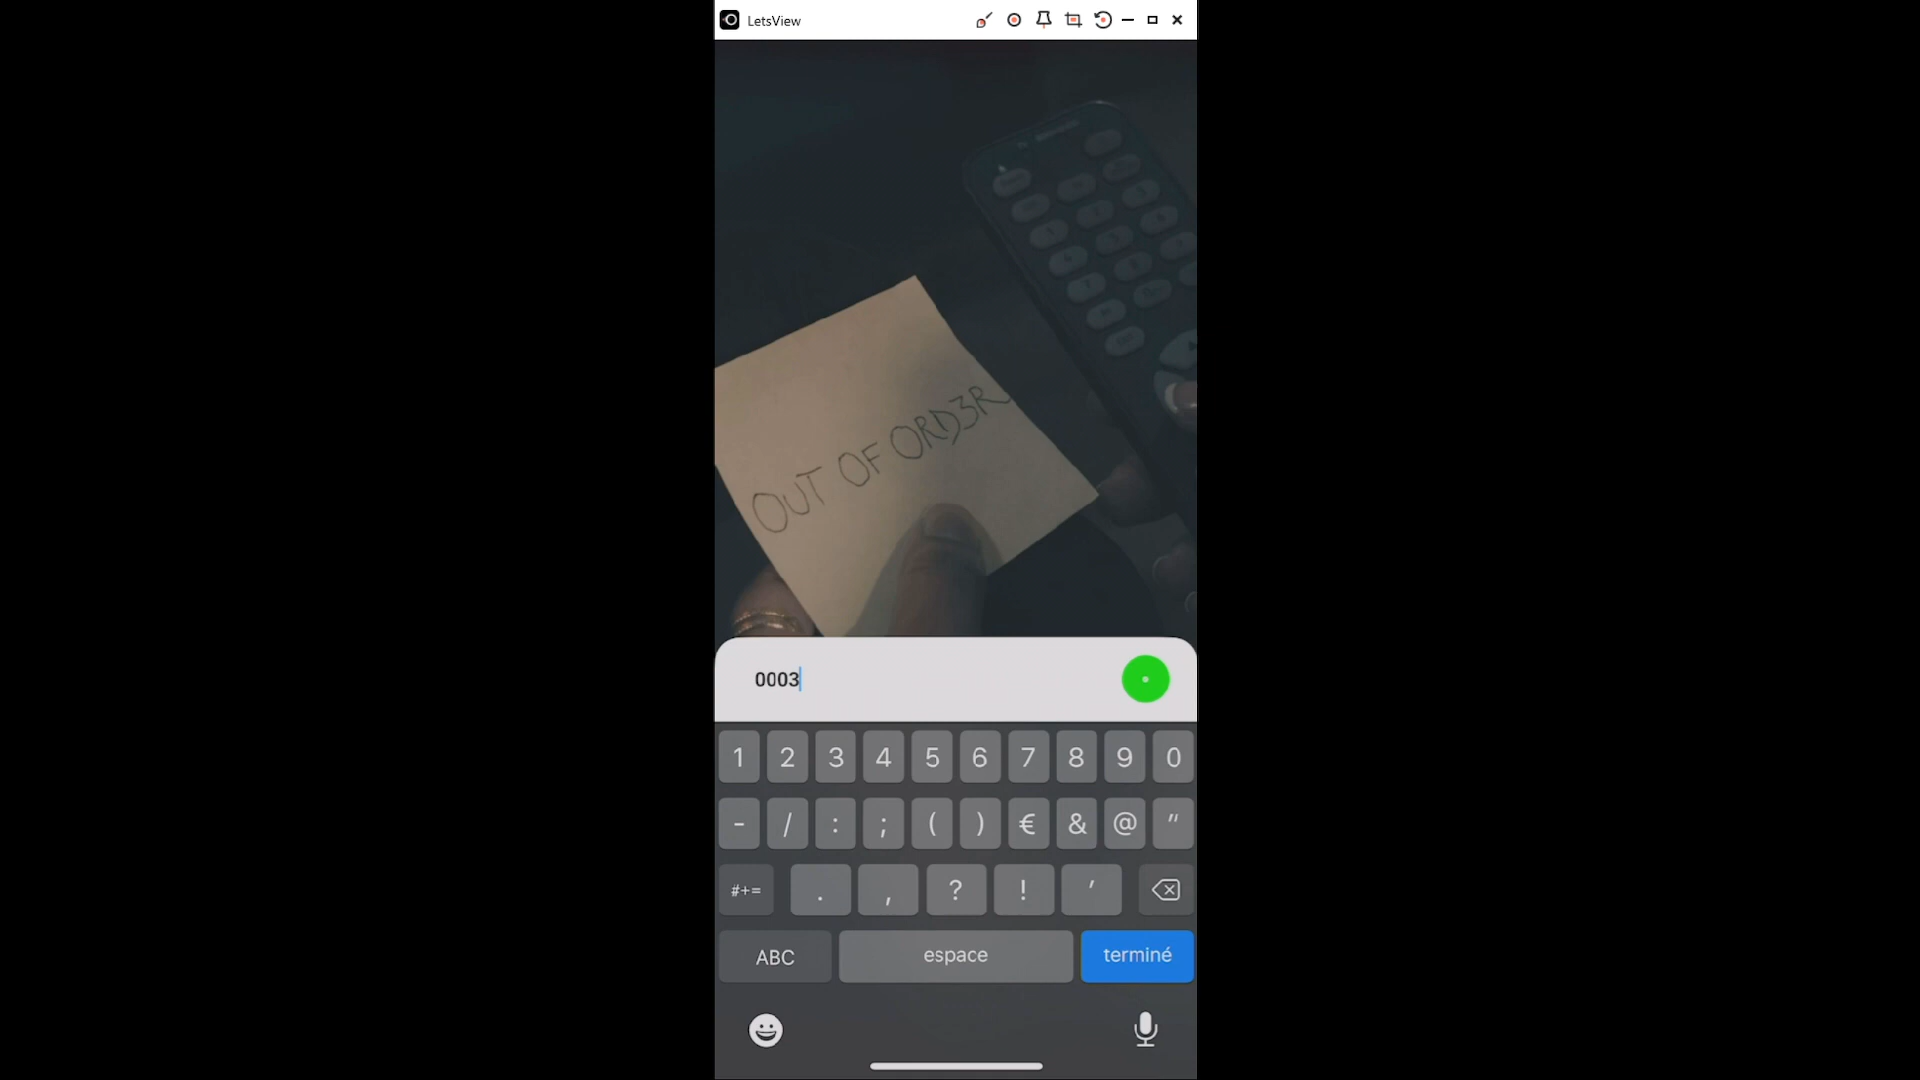 LetsView
OUT OF ORD3R
0003
1 2 3 4 5 6 7 8 9 0
- / : ; ( ) € & @ "
#+= . , ? ! '
ABC espace terminé